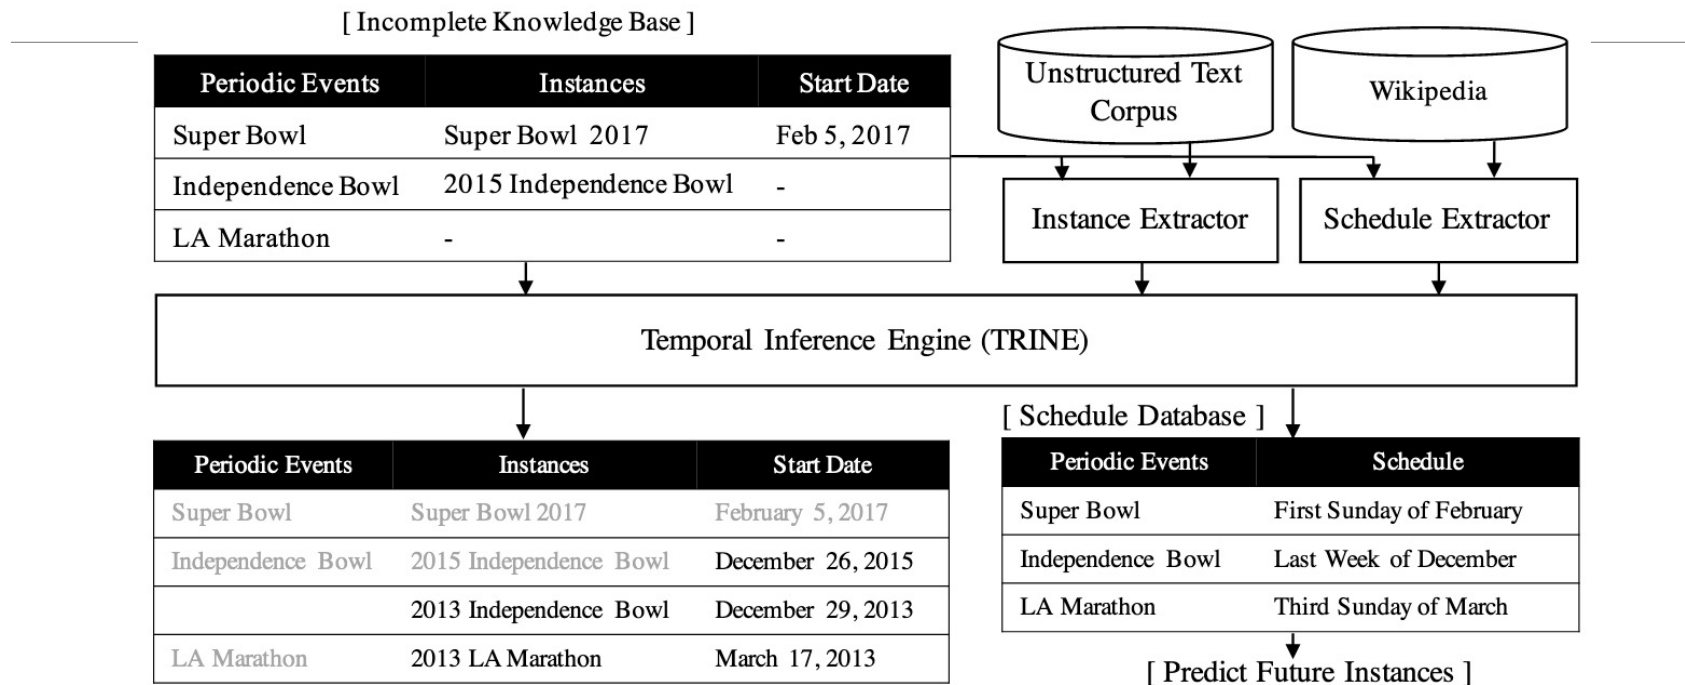 [ Incomplete Knowledge Base ]
Periodic Events Instances Start Date
Super Bowl Super Bowl 2017 Feb 5, 2017
Independence Bowl 2015 Independence Bowl -
LA Marathon - -
Unstructured Text
Corpus
Wikipedia
Instance Extractor
Schedule Extractor
Temporal Inference Engine (TRINE)
Periodic Events Instances Start Date
Super Bowl Super Bowl 2017 February 5, 2017
Independence Bowl 2015 Independence Bowl December 26, 2015
2013 Independence Bowl December 29, 2013
LA Marathon 2013 LA Marathon March 17, 2013
[ Schedule Database ]
Periodic Events Schedule
Super Bowl First Sunday of February
Independence Bowl Last Week of December
LA Marathon Third Sunday of March
[ Predict Future Instances ]